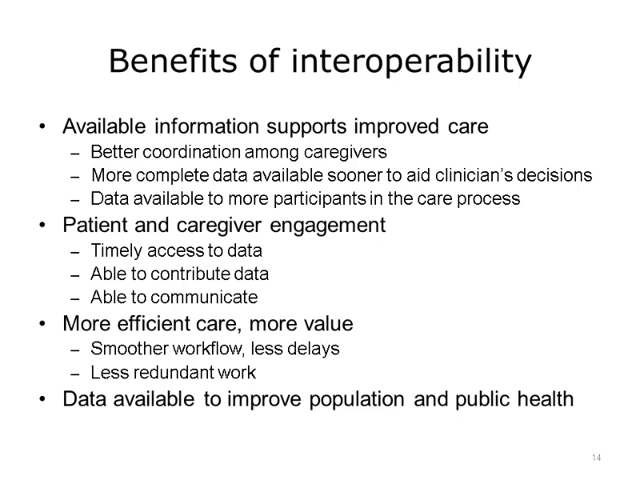 Benefits of interoperability
• Available information supports improved care
– Better coordination among caregivers
– More complete data available sooner to aid clinician's decisions
– Data available to more participants in the care process
• Patient and caregiver engagement
– Timely access to data
– Able to contribute data
– Able to communicate
• More efficient care, more value
– Smoother workflow, less delays
– Less redundant work
• Data available to improve population and public health
14